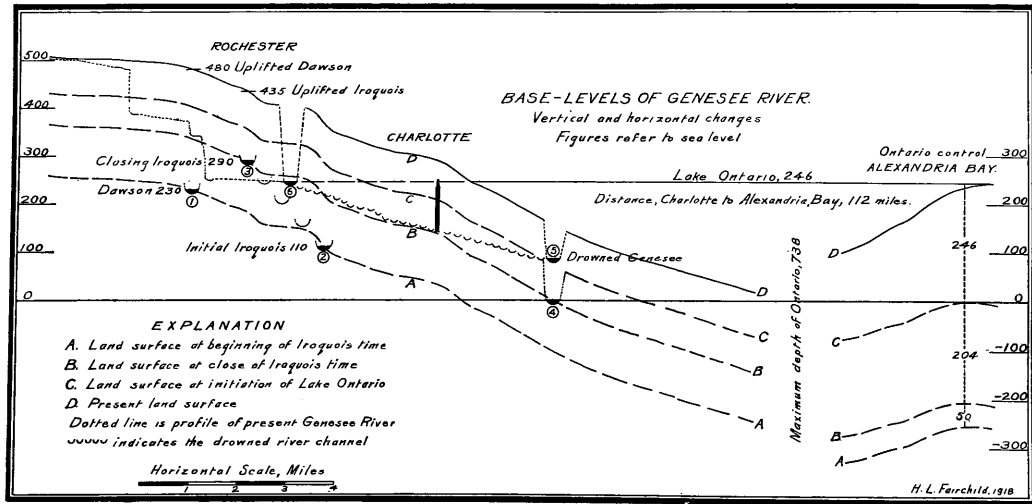 ROCHESTER
480 Uplifted Dawson
435 Uplifted Iroquois
BASE-LEVELS OF GENESEE RIVER.
Vertical and horizontal changes
Figures refer to sea level
CHARLOTTE
500
400
300
200
100
0
Closing Iroquois 290
Dawson 230
Initial Iroquois 110
3
1
6
2
5
4
D
C
B
A
Lake Ontario, 246
Distance, Charlotte to Alexandria, Bay, 112 miles.
Drowned Genesee
D
C
B
A
Maximum depth of Ontario, 738
Ontario control
ALEXANDRIA BAY.
300
200
100
0
-100
-200
-300
D
C
B
A
246
204
50
EXPLANATION
A. Land surface at beginning of Iroquois time
B. Land surface at close of Iroquois time
C. Land surface at initiation of Lake Ontario
D. Present land surface
Dotted line is profile of present Genesee River
indicates the drowned river channel
Horizontal Scale, Miles
1 2 3 4
H. L. Fairchild. 1918